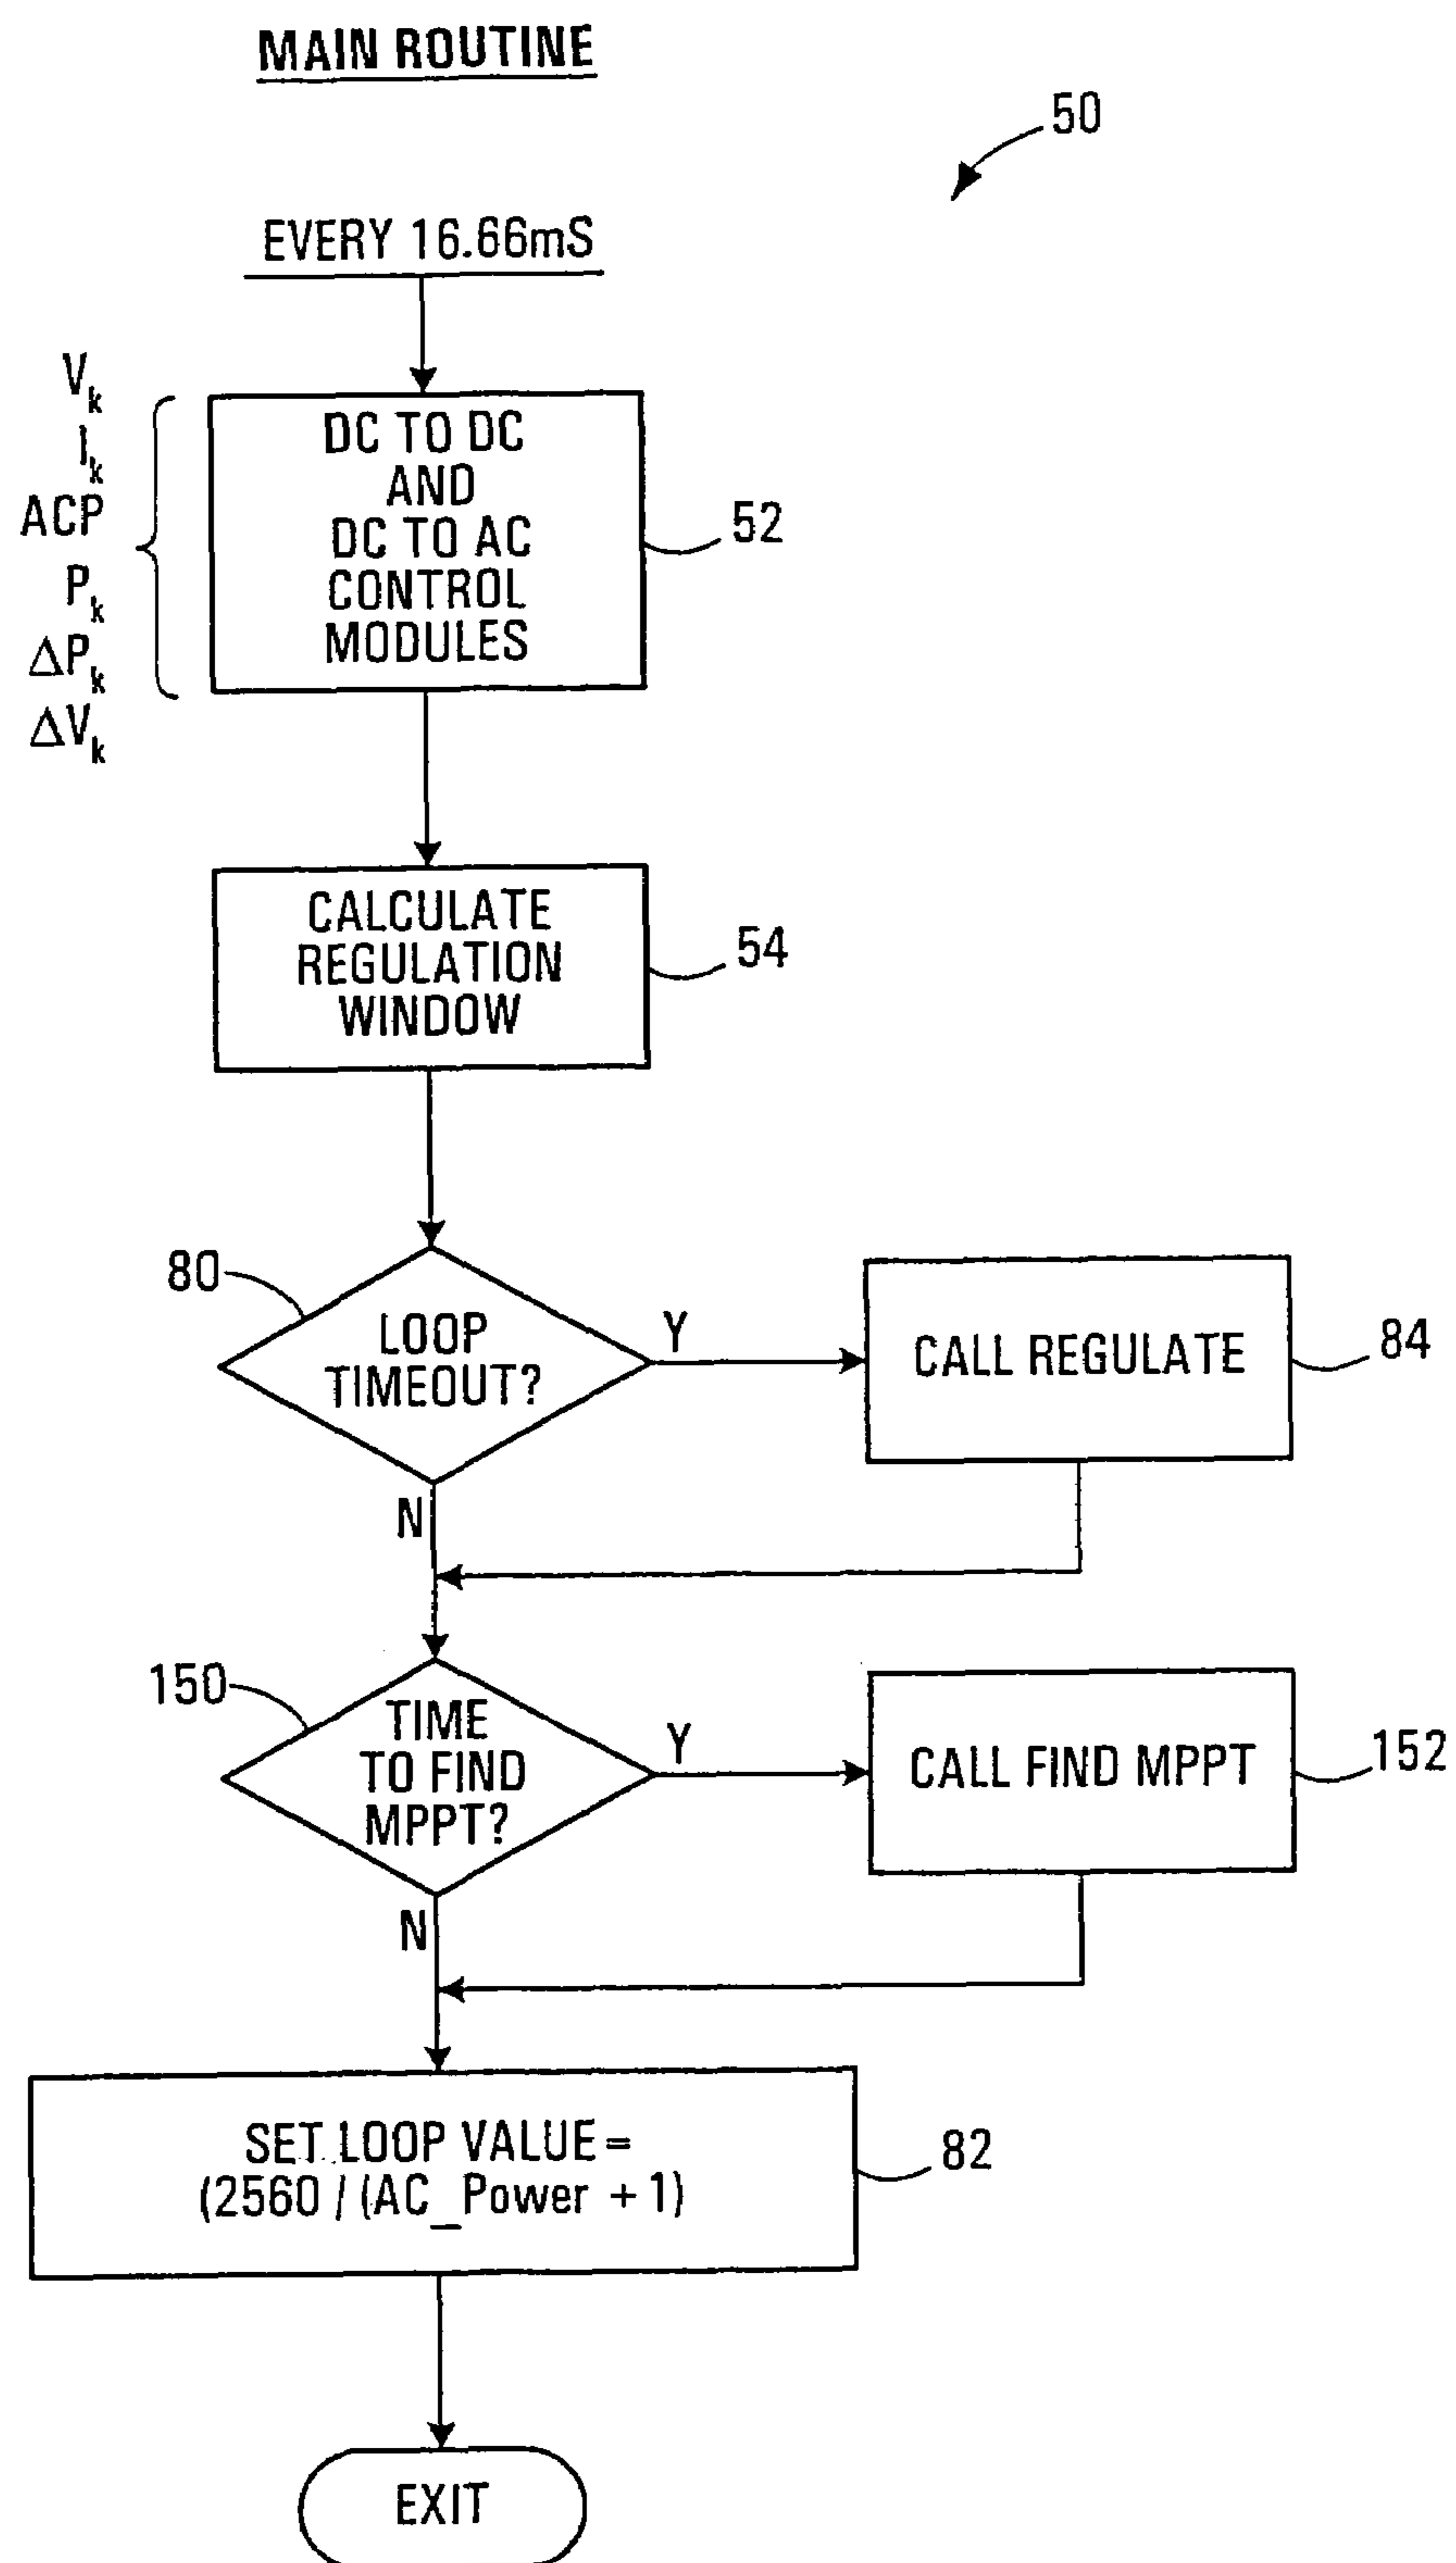 MAIN ROUTINE
50
EVERY 16.66mS
Vk
Ik
ACP
Pk
ΔPk
ΔVk
DC TO DC
AND
DC TO AC
CONTROL
MODULES
52
CALCULATE
REGULATION
WINDOW
54
80
LOOP
TIMEOUT?
Y
N
CALL REGULATE
84
150
TIME
TO FIND
MPPT?
Y
N
CALL FIND MPPT
152
SET LOOP VALUE =
(2560 / (AC_Power + 1)
82
EXIT